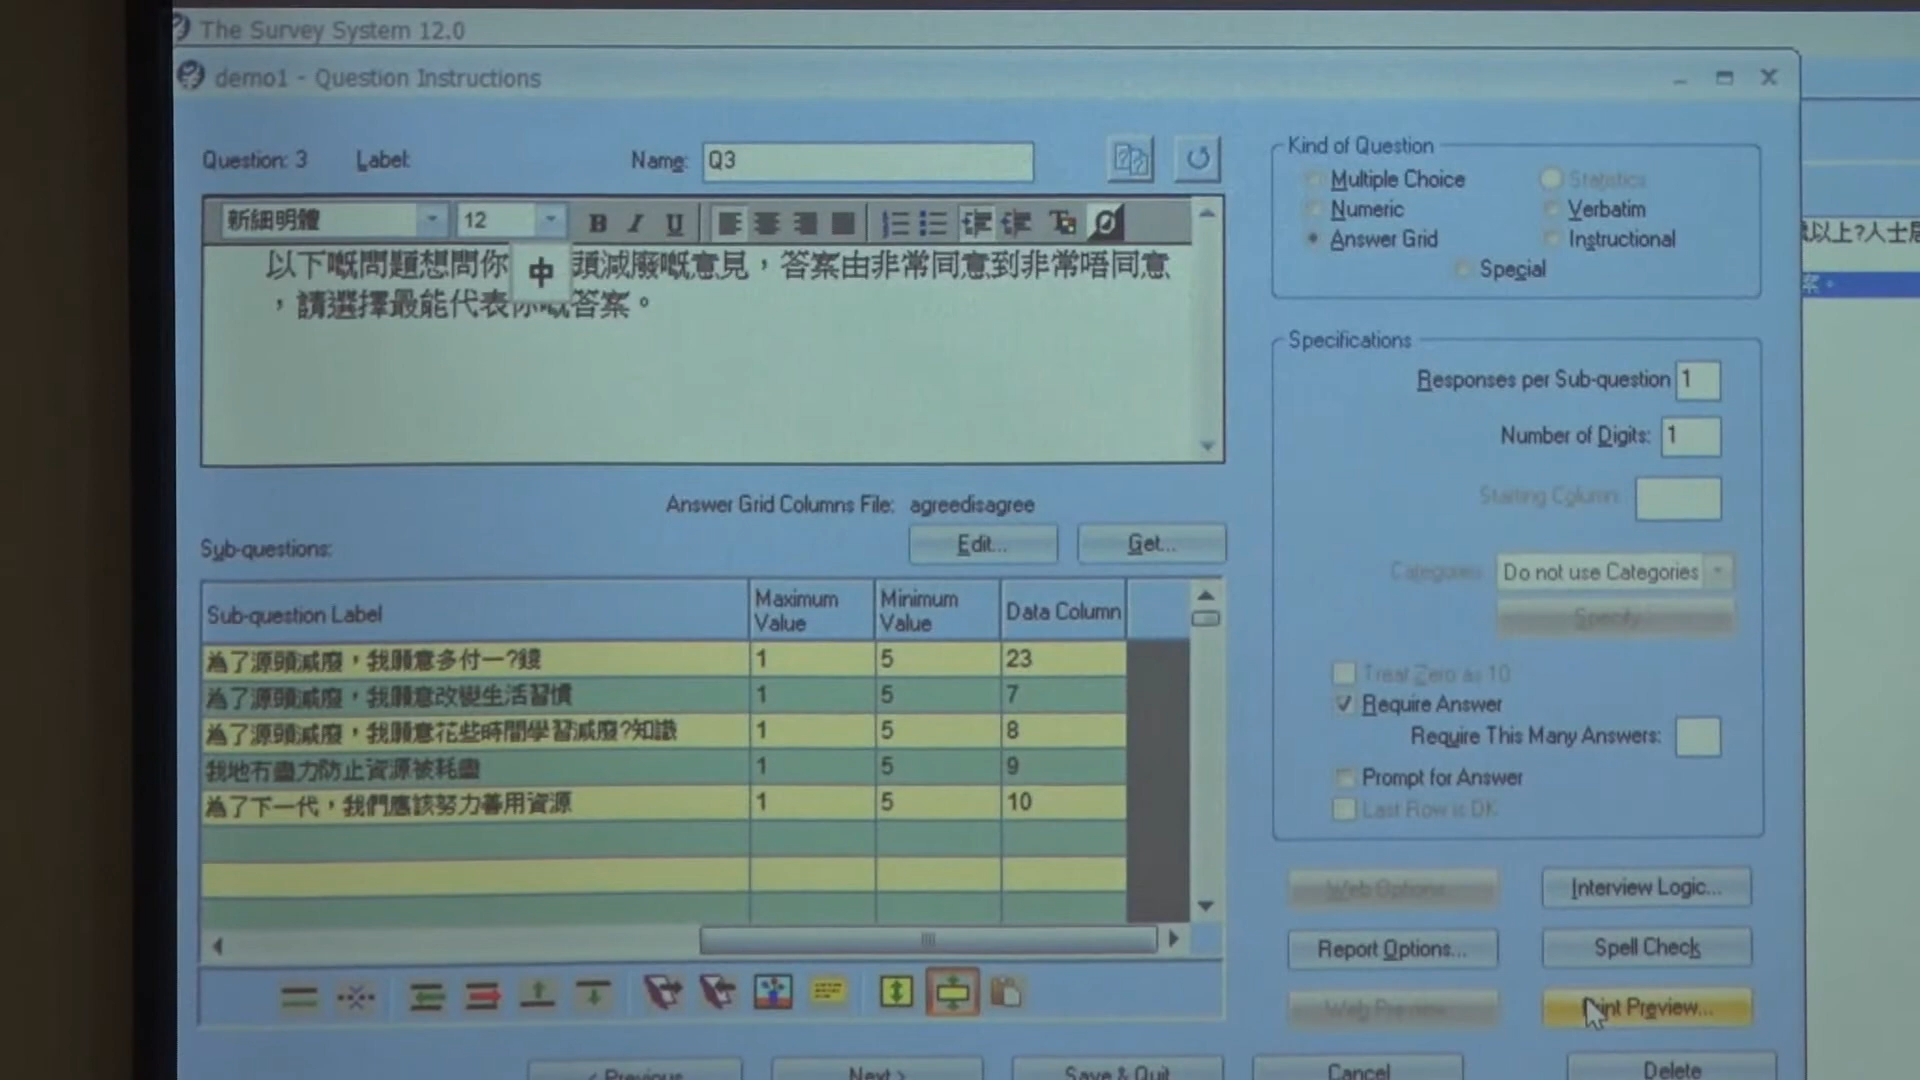 The Survey System 12.0
demo1 - Question Instructions
Question: 3 Label: Name: Q3
新細明體 12 B I U
以下嘅問題想問你 中 頭減廢嘅意見，答案由非常同意到非常唔同意
，請選擇最能代表你嘅答案。
Answer Grid Columns File: agreedisagree
Sub-questions: Edit... Get...
Sub-question Label Maximum Value Minimum Value Data Column
為了源頭減廢，我願意多付一?錢 1 5 23
為了源頭減廢，我願意改變生活習慣 1 5 7
為了源頭減廢，我願意花些時間學習減廢?知識 1 5 8
我地冇盡力防止資源被耗盡 1 5 9
為了下一代，我們應該努力善用資源 1 5 10
Kind of Question
Multiple Choice Statistics
Numeric Verbatim
Answer Grid Instructional
Special
Specifications
Responses per Sub-question 1
Number of Digits: 1
Starting Column:
Categories: Do not use Categories
Specify...
Treat Zero as 10
Require Answer
Require This Many Answers:
Prompt for Answer
Last Row is DK
Web Options... Interview Logic...
Report Options... Spell Check
Web Preview... Print Preview...
< Previous Next > Save & Quit Cancel Delete
以上?人士居
案。